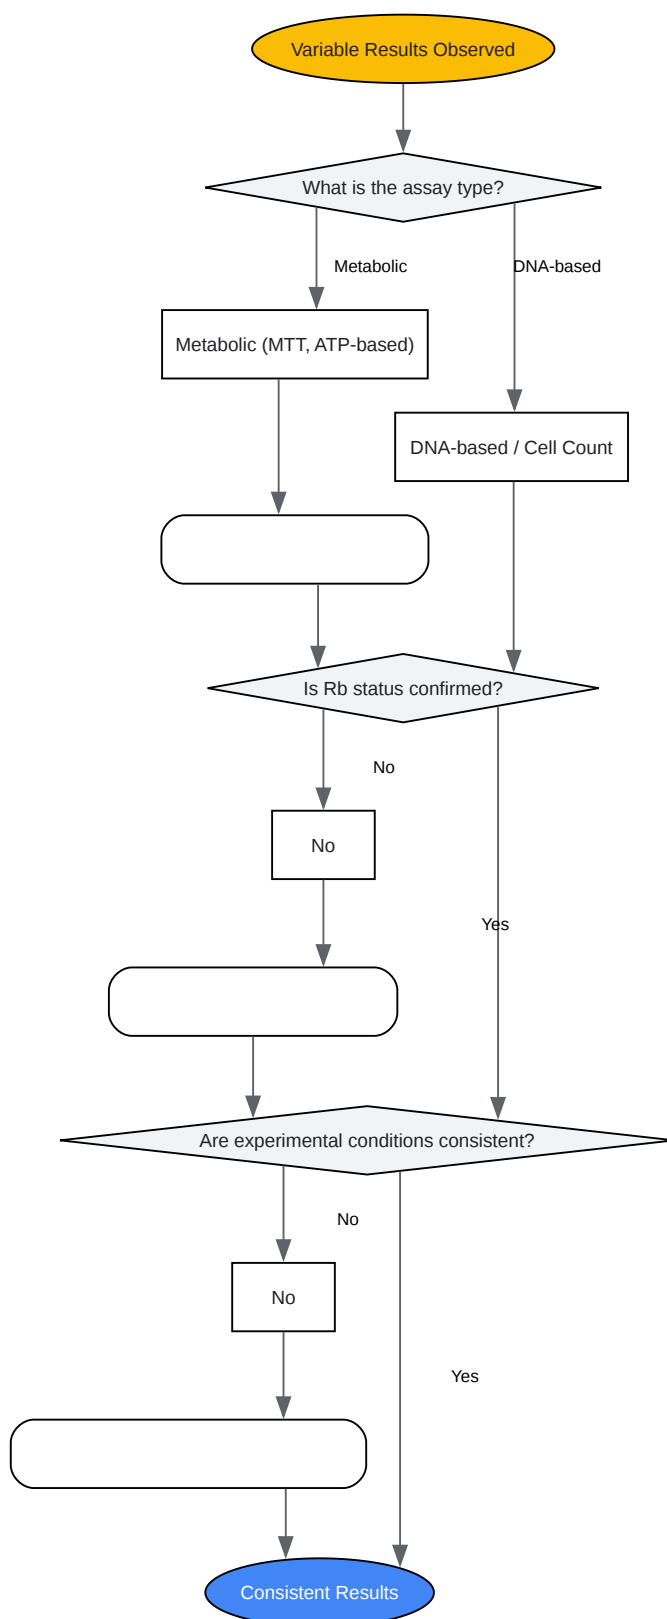 Variable Results Observed
What is the assay type?
Metabolic
DNA-based
Metabolic (MTT, ATP-based)
DNA-based / Cell Count
Is Rb status confirmed?
No
No
Yes
Are experimental conditions consistent?
No
No
Yes
Consistent Results